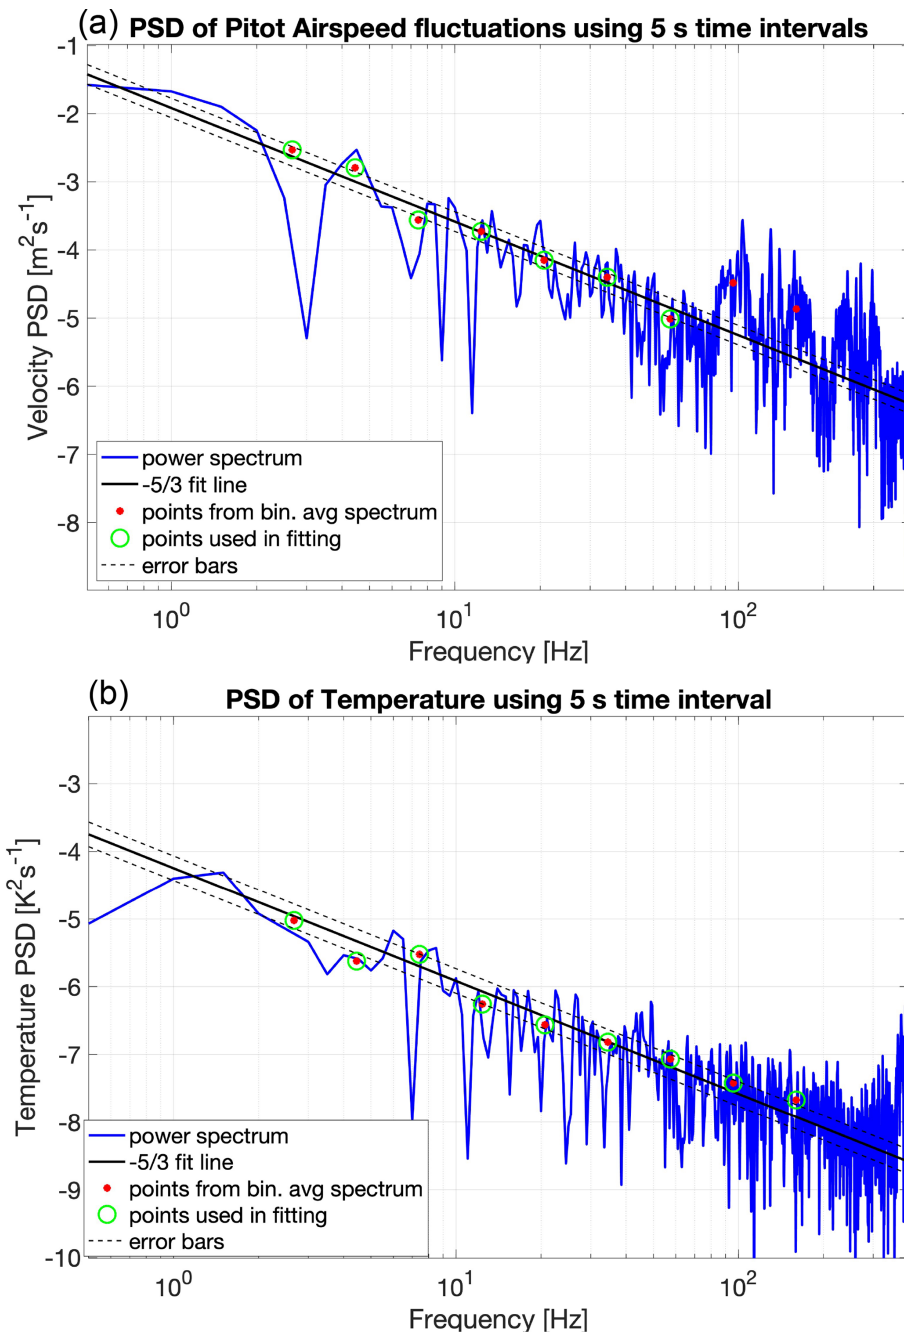 (a) PSD of Pitot Airspeed fluctuations using 5 s time intervals
-1
-2
-3
-4
-5
-6
-7
-8
Velocity PSD [m²s⁻¹]
power spectrum
-5/3 fit line
points from bin. avg spectrum
points used in fitting
error bars
10⁰ 10¹ 10²
Frequency [Hz]
(b) PSD of Temperature using 5 s time interval
-3
-4
-5
-6
-7
-8
-9
-10
Temperature PSD [K²s⁻¹]
power spectrum
-5/3 fit line
points from bin. avg spectrum
points used in fitting
error bars
10⁰ 10¹ 10²
Frequency [Hz]